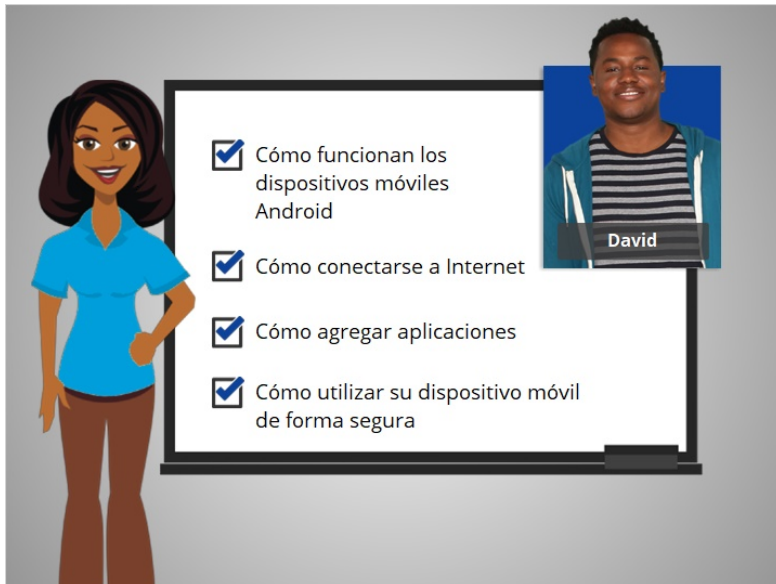 Cómo funcionan los
dispositivos móviles
Android
David
Cómo conectarse a Internet
Cómo agregar aplicaciones
Cómo utilizar su dispositivo móvil
de forma segura